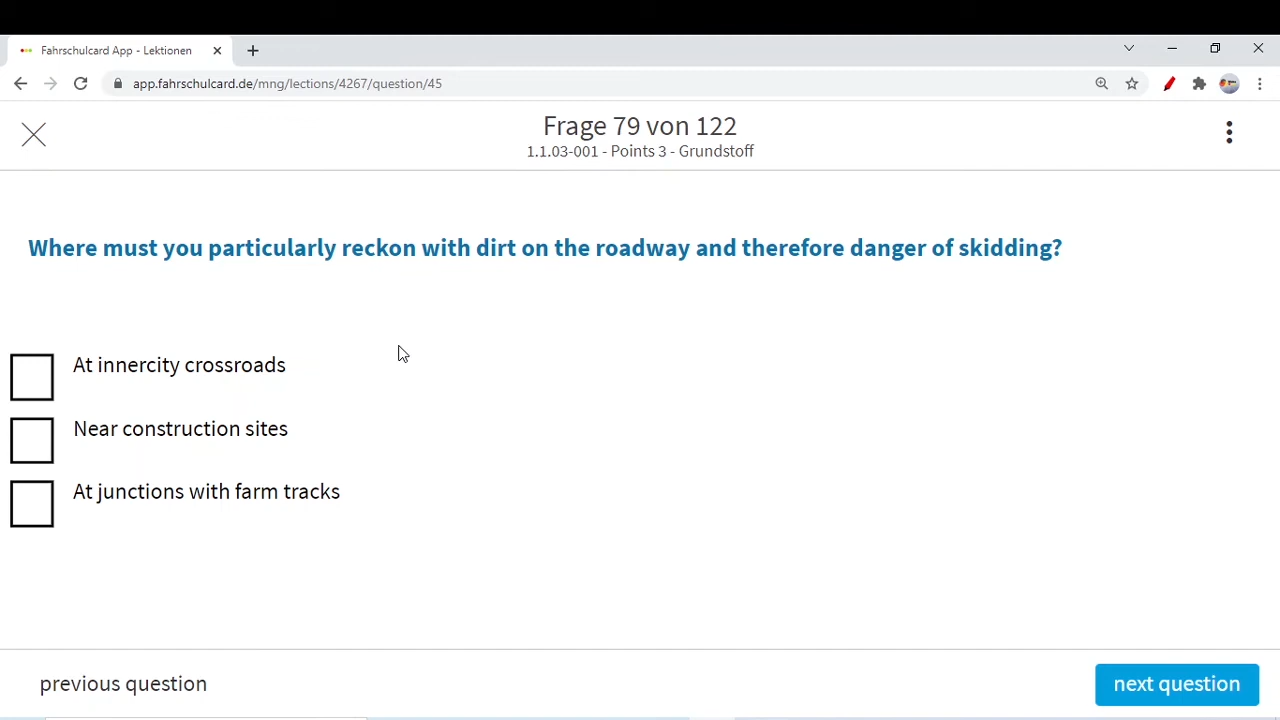 Fahrschulcard App - Lektionen
app.fahrschulcard.de/mng/lections/4267/question/45
Frage 79 von 122
1.1.03-001 - Points 3 - Grundstoff
Where must you particularly reckon with dirt on the roadway and therefore danger of skidding?
At innercity crossroads
Near construction sites
At junctions with farm tracks
previous question
next question